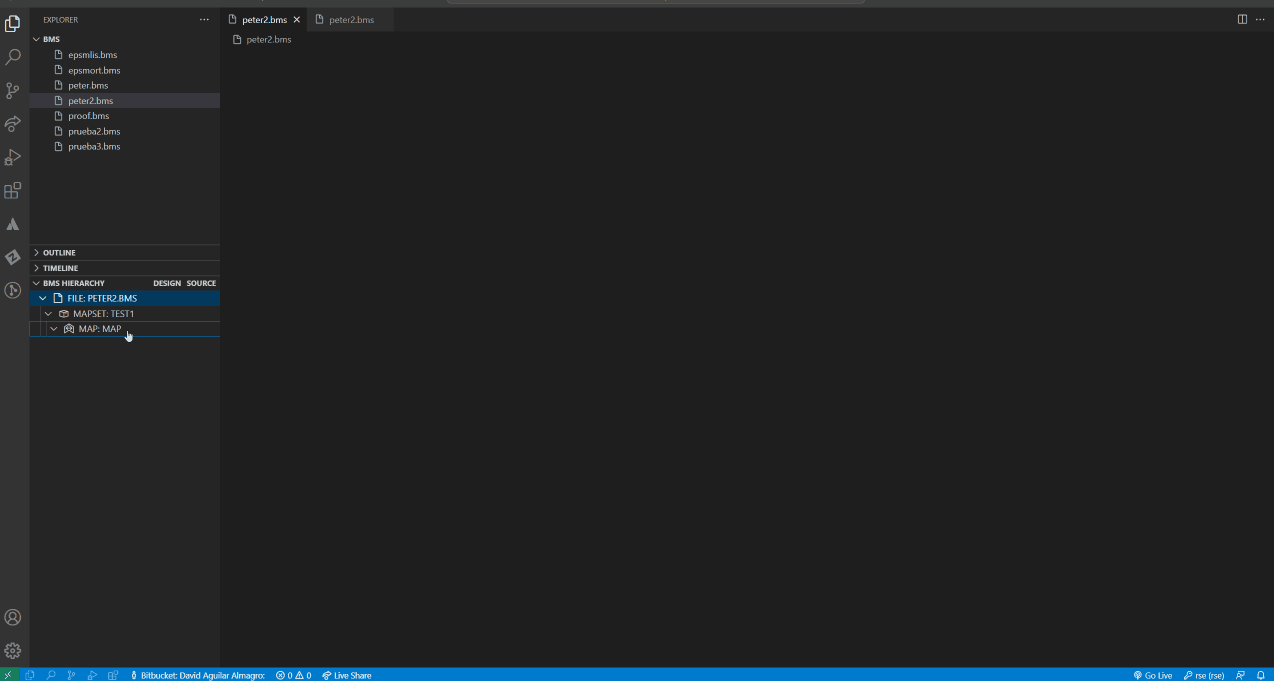 EXPLORER
peter2.bms
peter2.bms
BMS
peter2.bms
epsmlis.bms
epsmort.bms
peter.bms
peter2.bms
proof.bms
prueba2.bms
prueba3.bms
OUTLINE
TIMELINE
BMS HIERARCHY DESIGN SOURCE
FILE: PETER2.BMS
MAPSET: TEST1
MAP: MAP
Bitbucket: David Aguilar Almagro: 0 0 Live Share Go Live rse (rse)